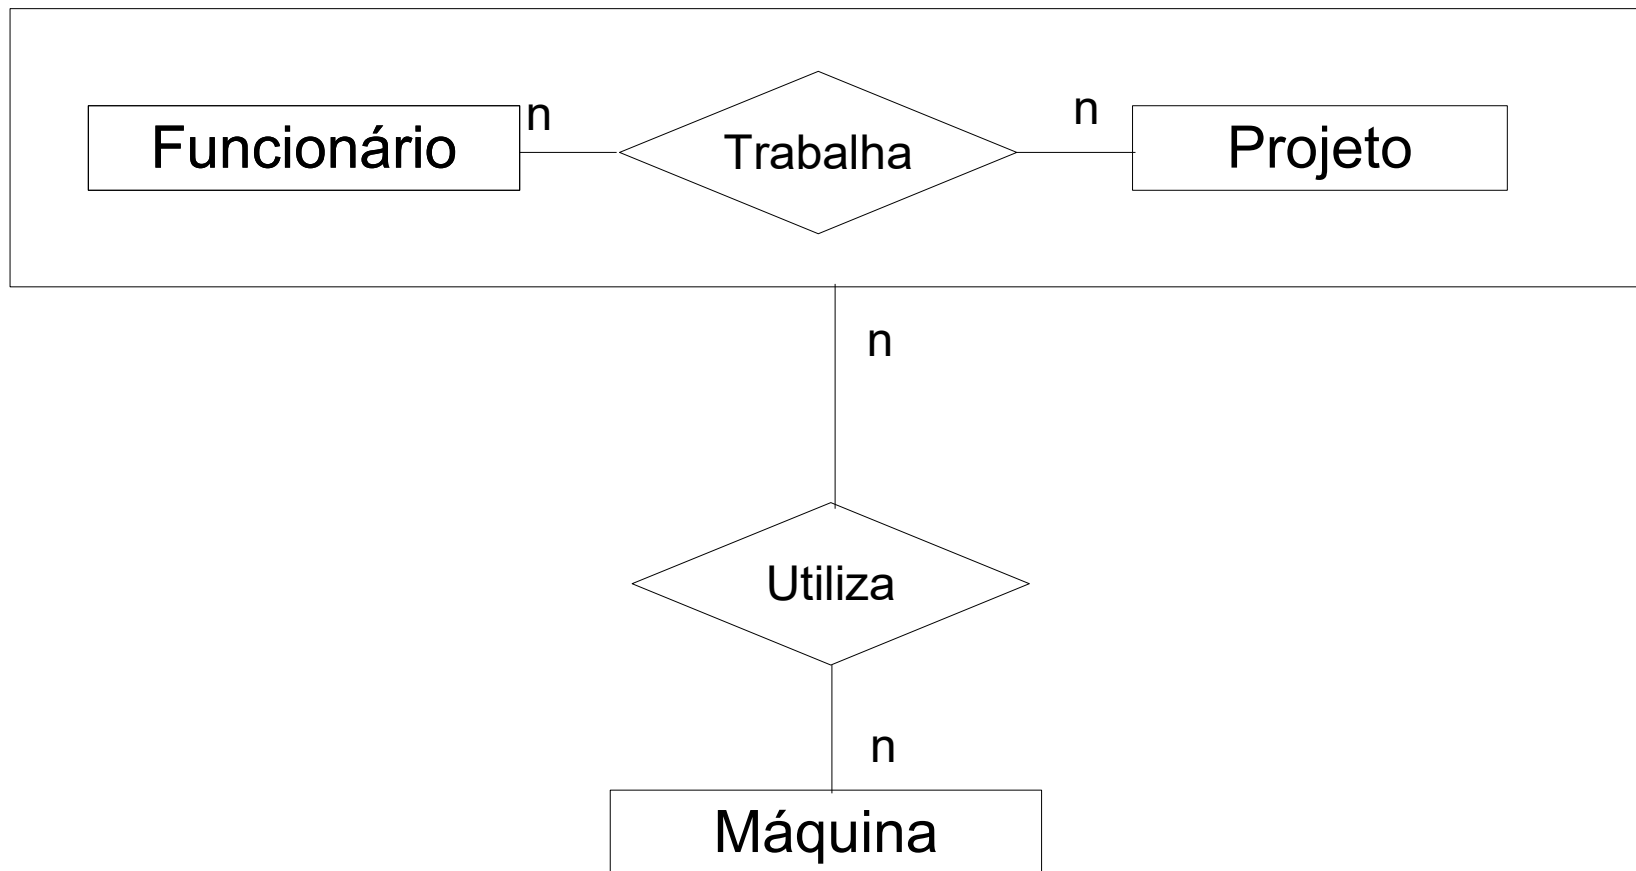 Funcionário
n
Trabalha
n
Projeto
n
Utiliza
n
Máquina